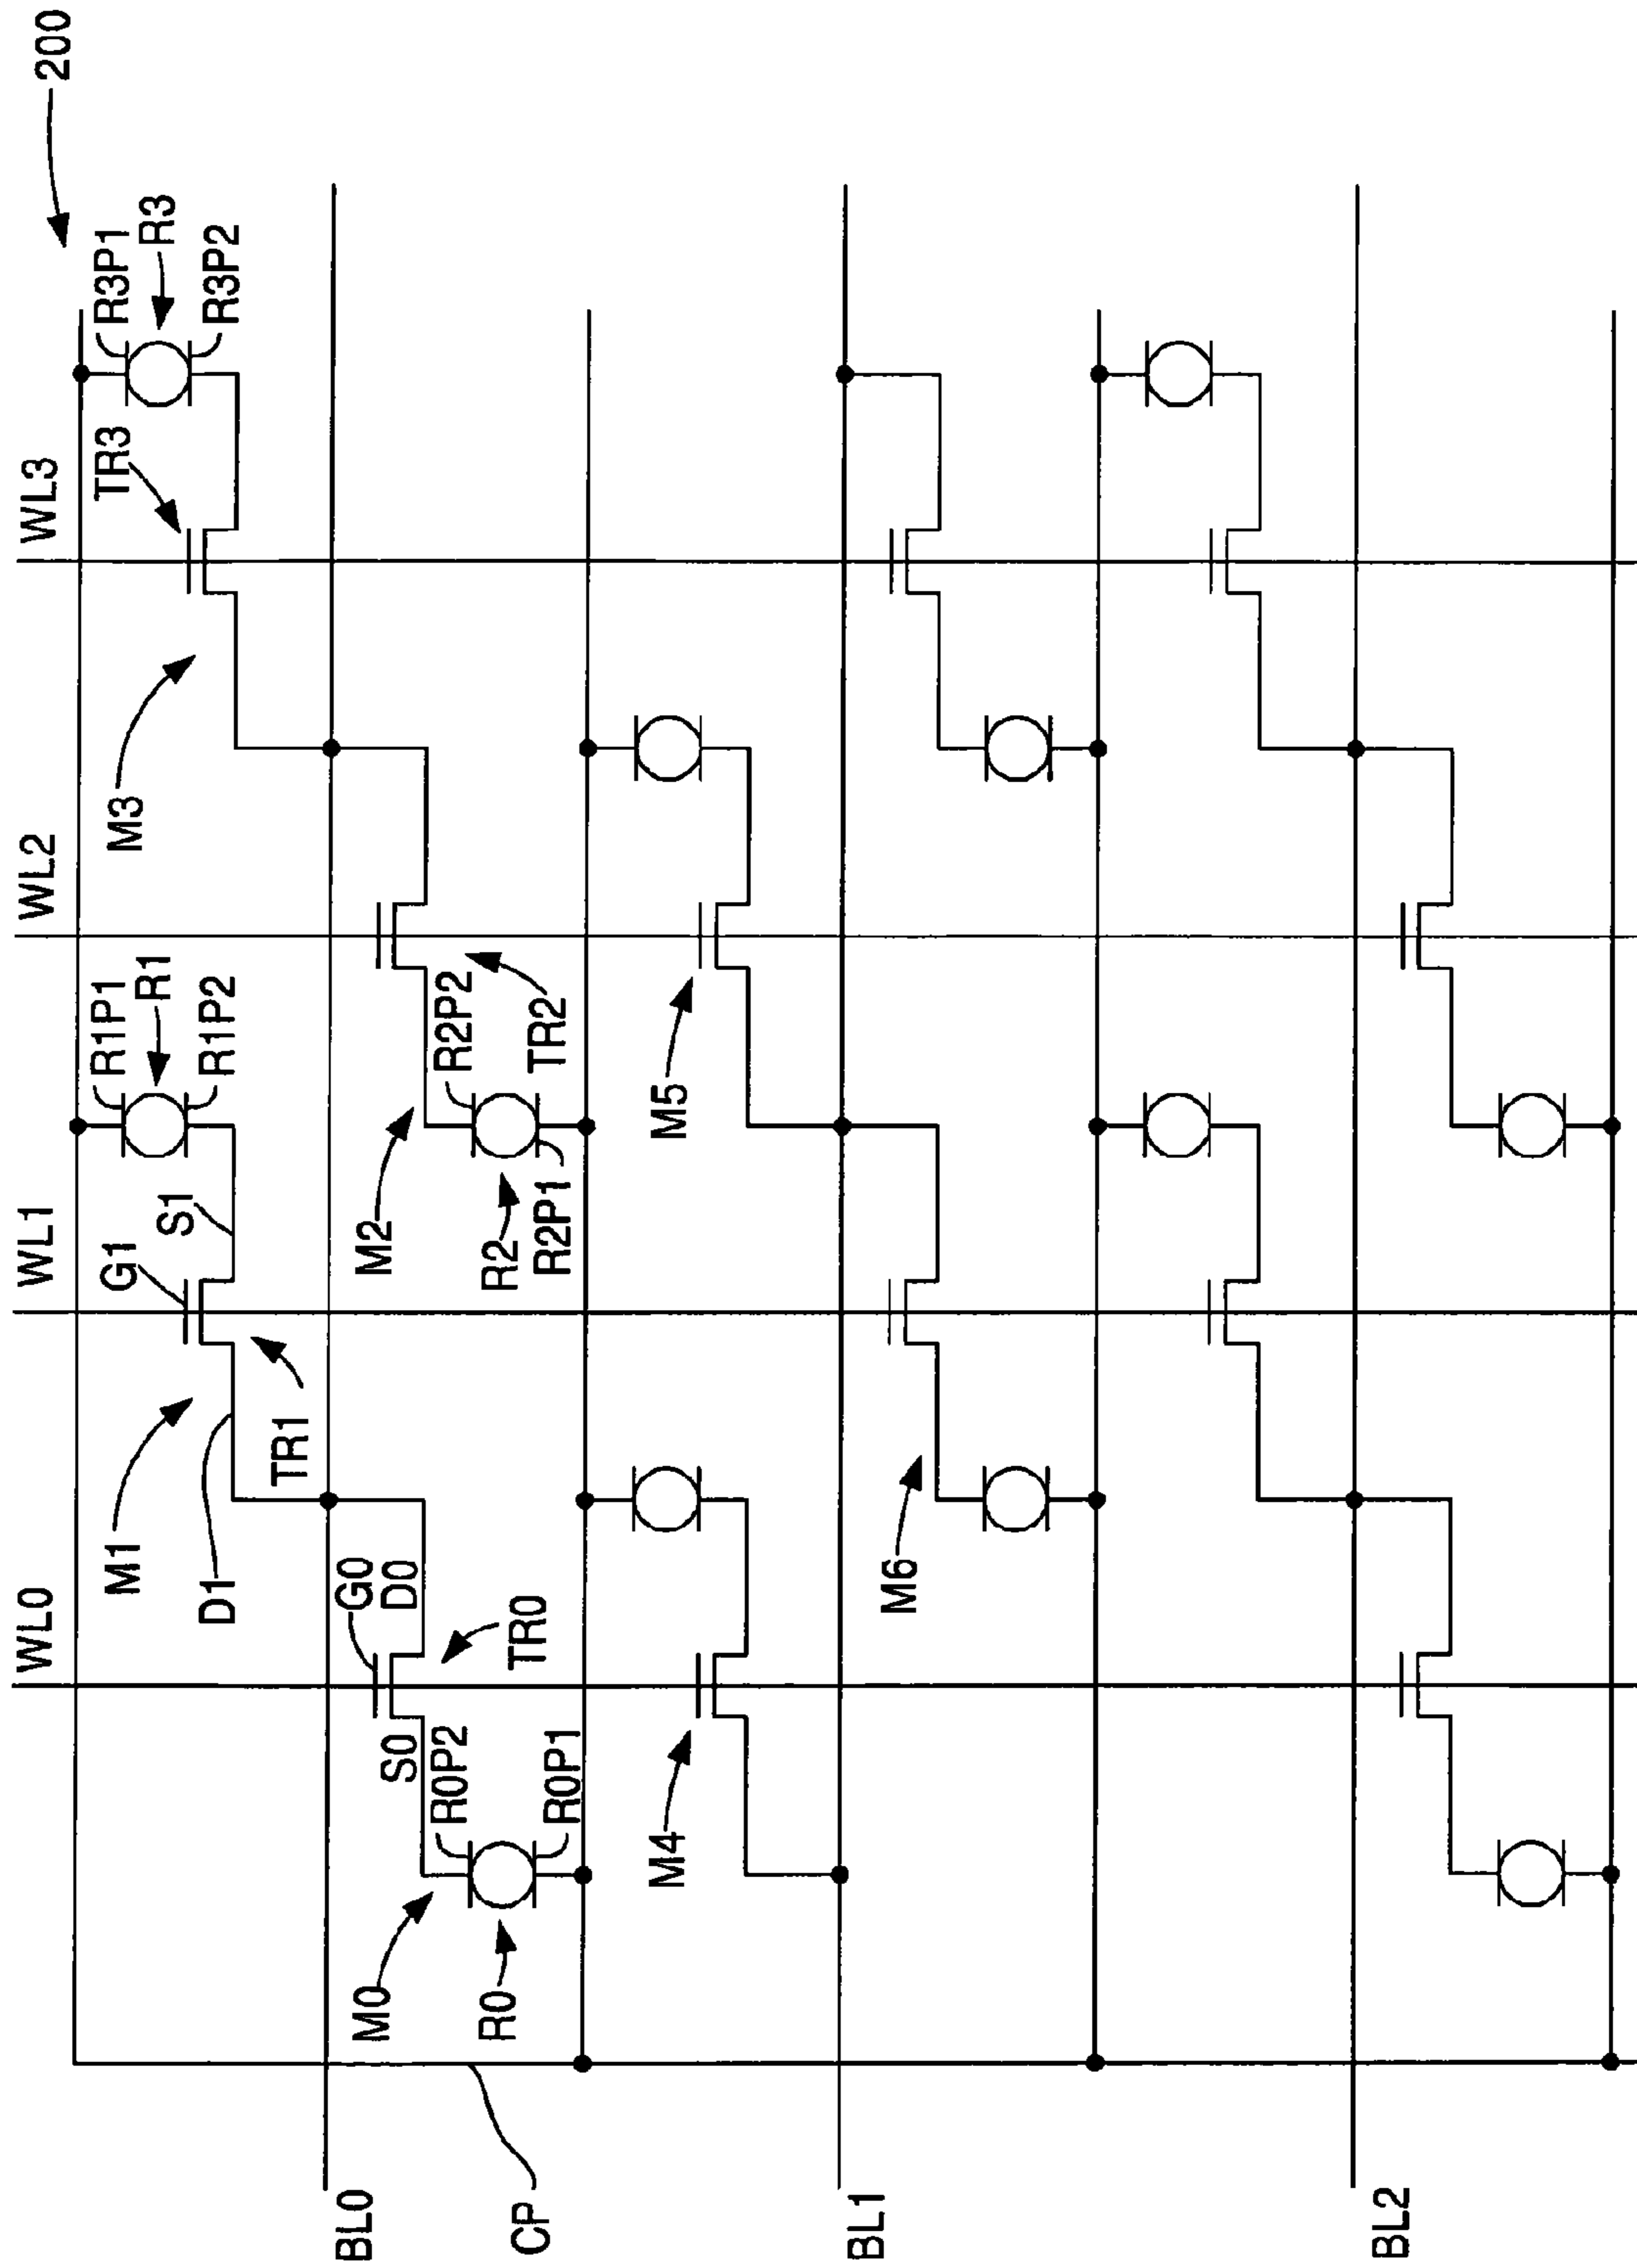 200
WL0
WL1
WL2
WL3
R1P1
R1
R1P2
R3P1
R3
R3P2
TR3
G1
S1
M1
D1
TR1
M3
BL0
G0
D0
S0
TR0
R0P2
R0P1
M0
R0
M2
R2P2
TR2
R2
R2P1
CP
M4
M5
BL1
M6
BL2